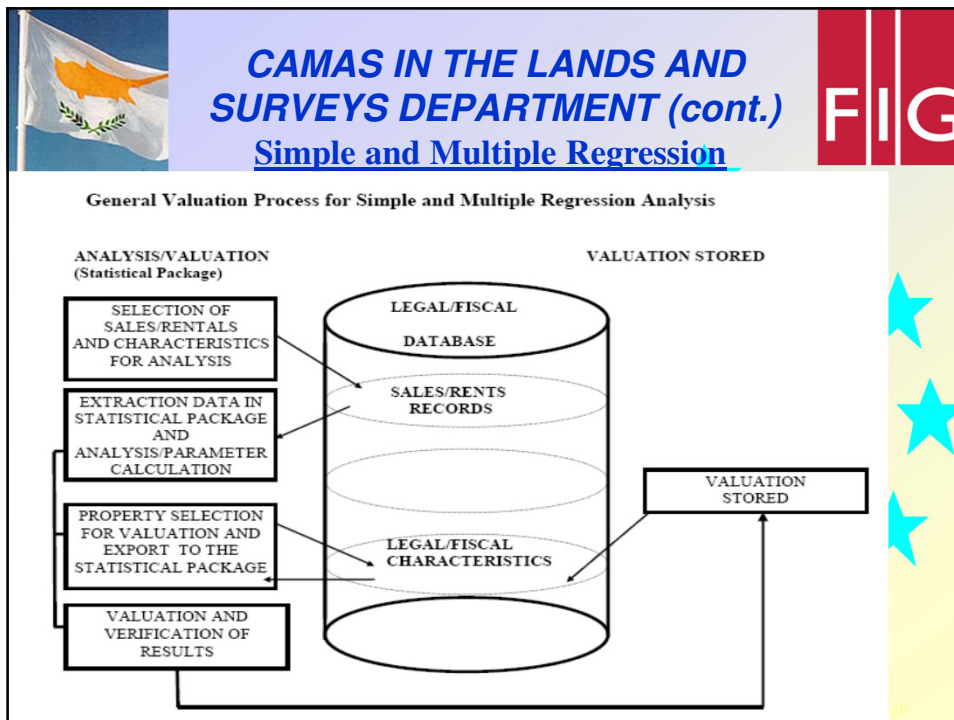 CAMAS IN THE LANDS AND
SURVEYS DEPARTMENT (cont.)
Simple and Multiple Regression
FIG
General Valuation Process for Simple and Multiple Regression Analysis
ANALYSIS/VALUATION
(Statistical Package)
VALUATION STORED
SELECTION OF
SALES/RENTALS
AND CHARACTERISTICS
FOR ANALYSIS
EXTRACTION DATA IN
STATISTICAL PACKAGE
AND
ANALYSIS/PARAMETER
CALCULATION
PROPERTY SELECTION
FOR VALUATION AND
EXPORT TO THE
STATISTICAL PACKAGE
VALUATION AND
VERIFICATION OF
RESULTS
LEGAL/FISCAL
DATABASE
SALES/RENTS
RECORDS
LEGAL/FISCAL
CHARACTERISTICS
VALUATION
STORED
29